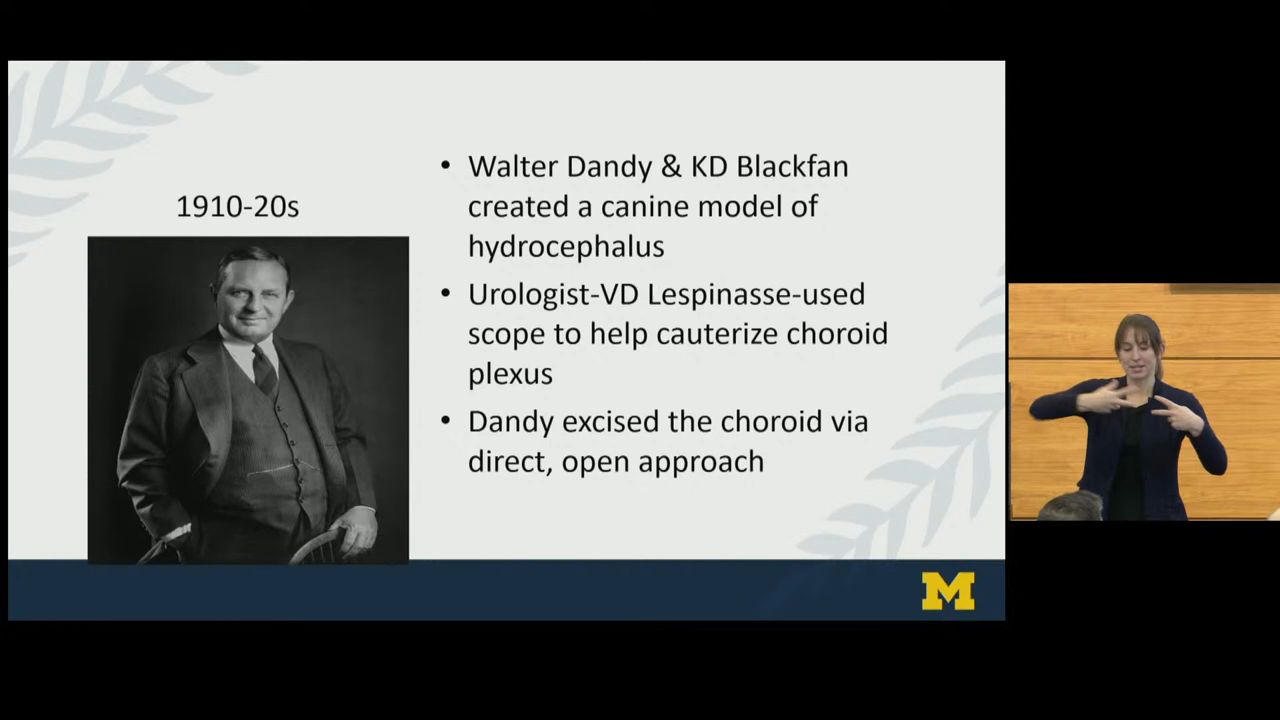 1910-20s
• Walter Dandy & KD Blackfan
created a canine model of
hydrocephalus
• Urologist-VD Lespinasse-used
scope to help cauterize choroid
plexus
• Dandy excised the choroid via
direct, open approach
M